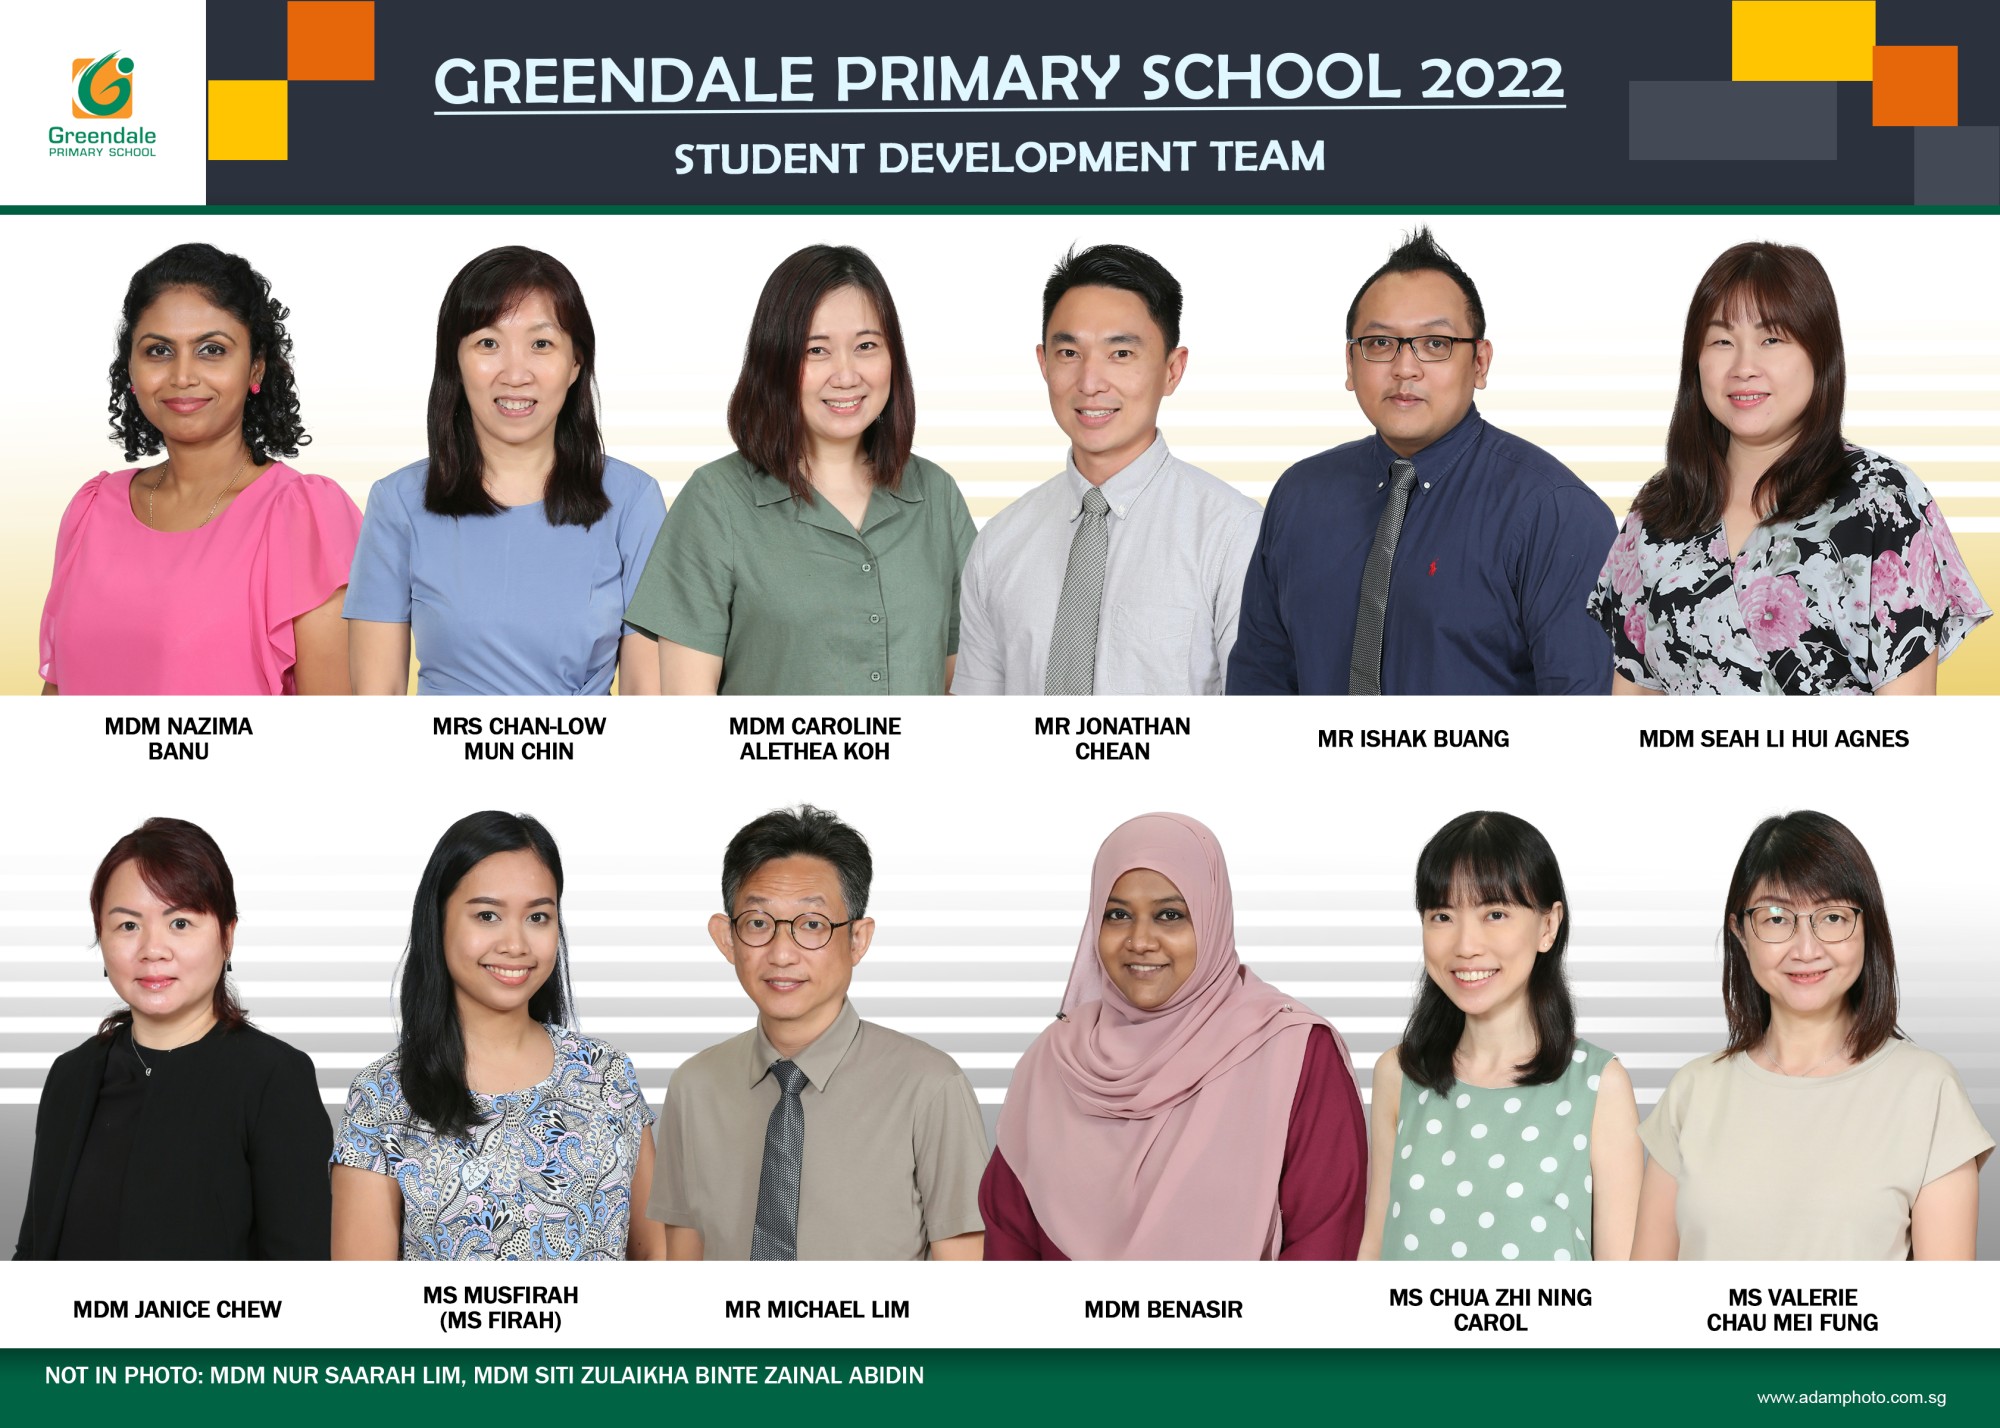 Greendale
PRIMARY SCHOOL
GREENDALE PRIMARY SCHOOL 2022
STUDENT DEVELOPMENT TEAM
MDM NAZIMA
BANU
MRS CHAN-LOW
MUN CHIN
MDM CAROLINE
ALETHEA KOH
MR JONATHAN
CHEAN
MR ISHAK BUANG
MDM SEAH LI HUI AGNES
MDM JANICE CHEW
MS MUSFIRAH
(MS FIRAH)
MR MICHAEL LIM
MDM BENASIR
MS CHUA ZHI NING
CAROL
MS VALERIE
CHAU MEI FUNG
NOT IN PHOTO: MDM NUR SAARAH LIM, MDM SITI ZULAIKHA BINTE ZAINAL ABIDIN
www.adamphoto.com.sg